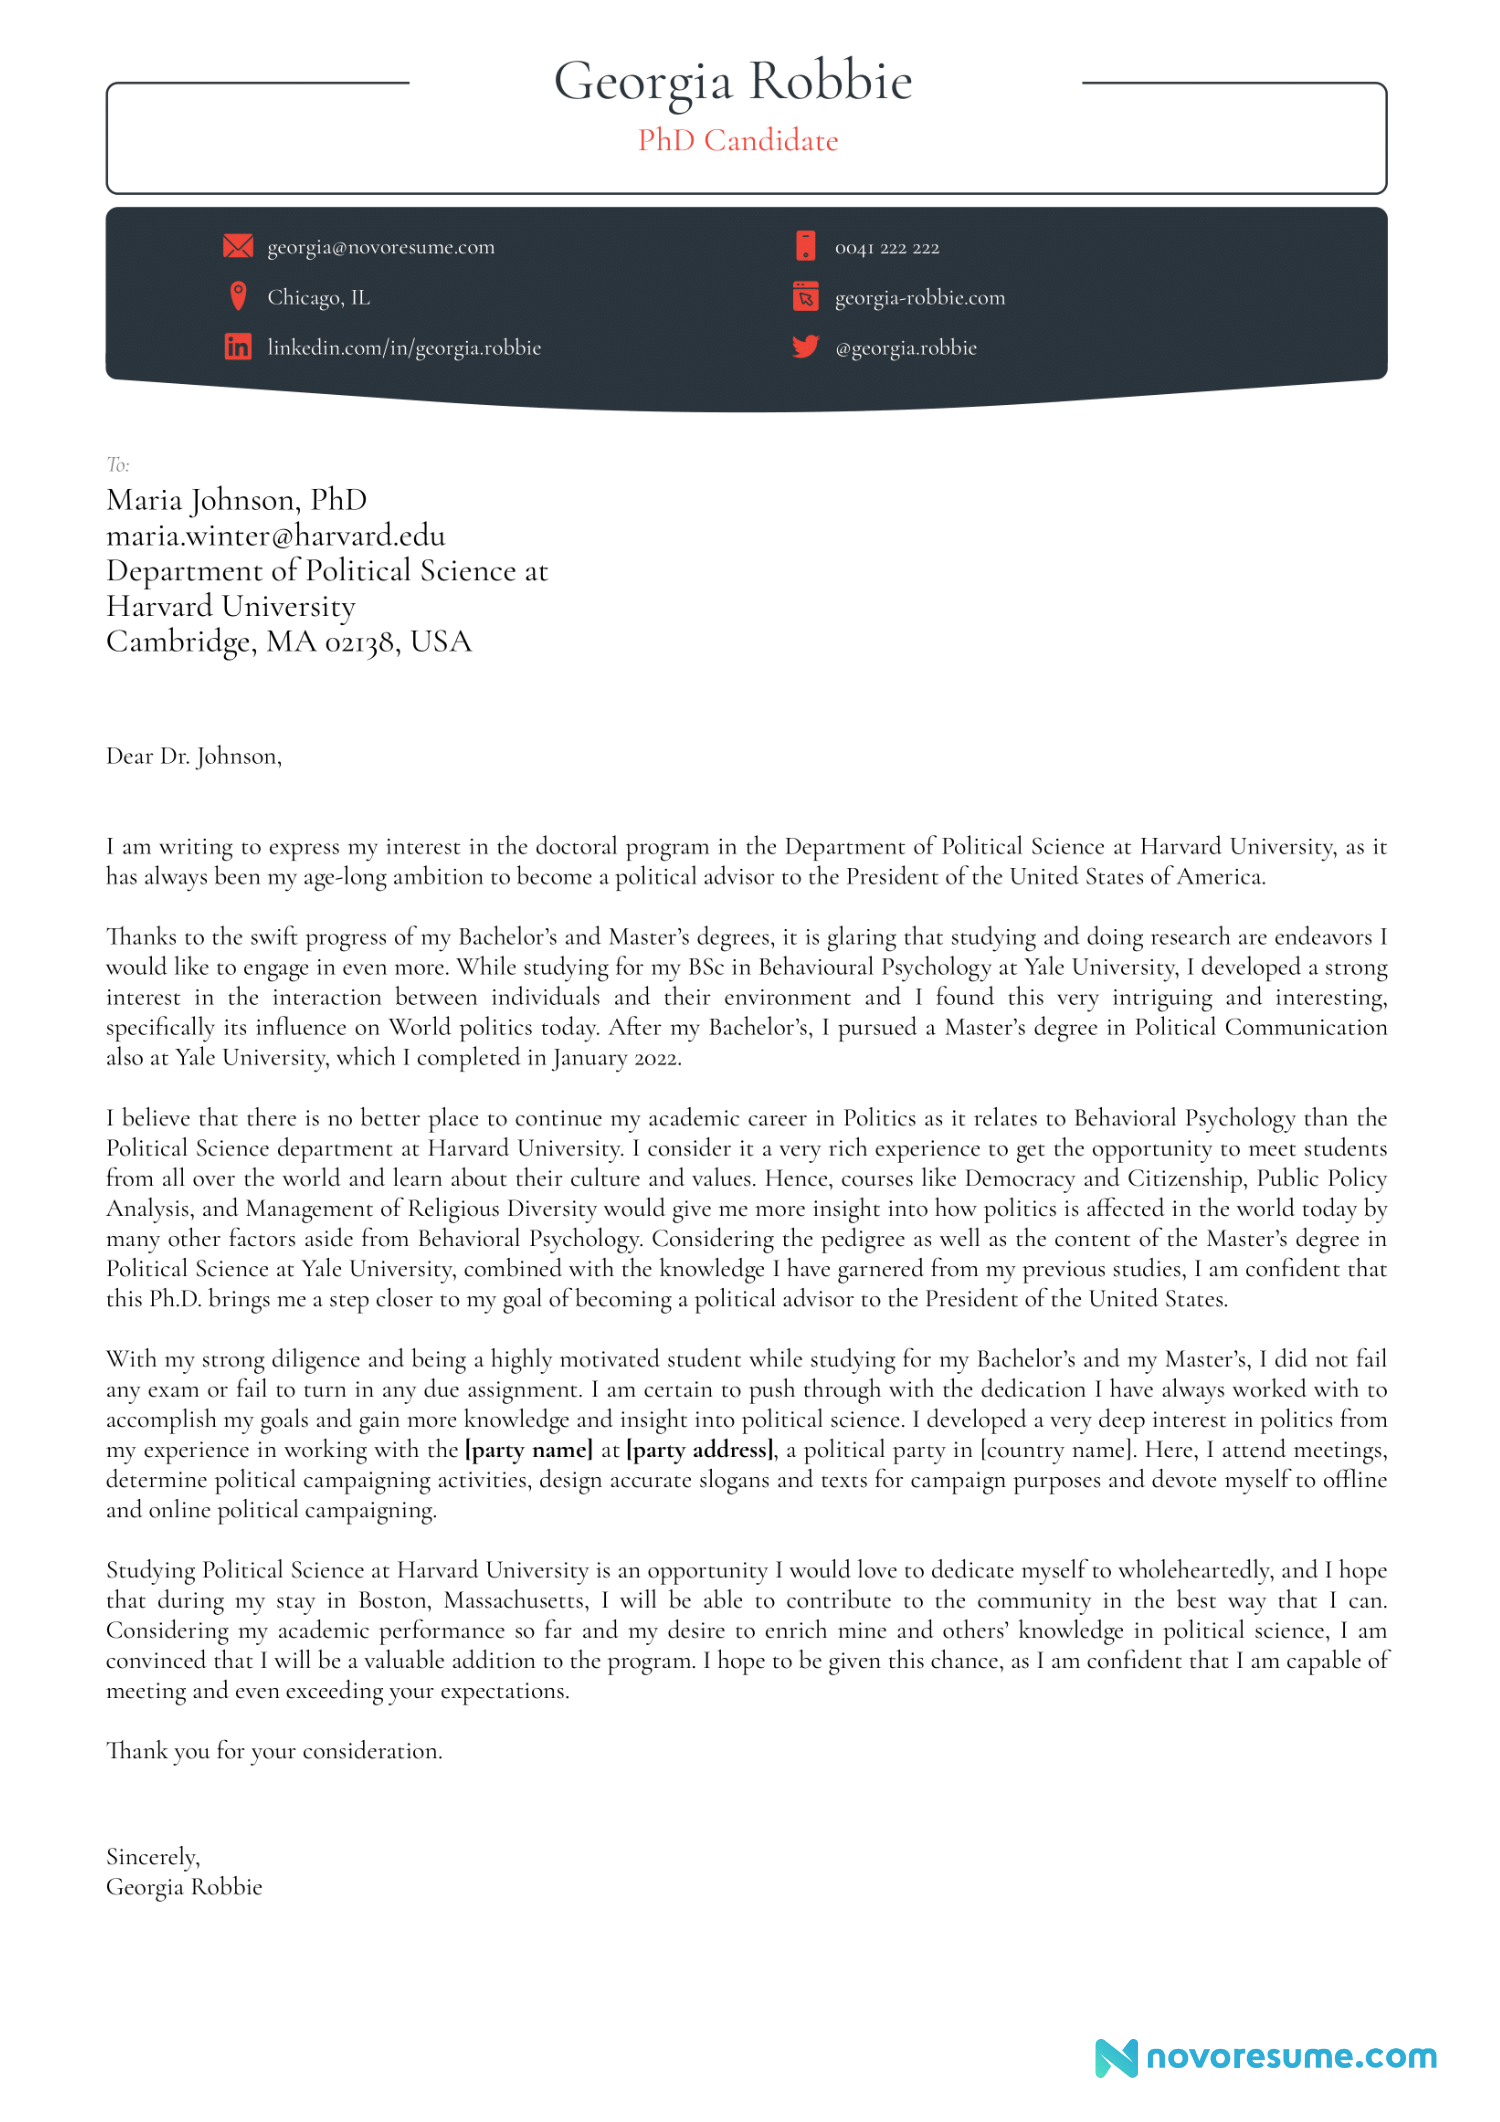 Georgia Robbie
PhD Candidate
georgia@novoresume.com
0041 222 222
Chicago, IL
georgia-robbie.com
linkedin.com/in/georgia.robbie
@georgia.robbie
To:
Maria Johnson, PhD
maria.winter@harvard.edu
Department of Political Science at
Harvard University
Cambridge, MA 02138, USA
Dear Dr. Johnson,
I am writing to express my interest in the doctoral program in the Department of Political Science at Harvard University, as it
has always been my age-long ambition to become a political advisor to the President of the United States of America.
Thanks to the swift progress of my Bachelor’s and Master’s degrees, it is glaring that studying and doing research are endeavors I
would like to engage in even more. While studying for my BSc in Behavioural Psychology at Yale University, I developed a strong
interest in the interaction between individuals and their environment and I found this very intriguing and interesting,
specifically its influence on World politics today. After my Bachelor’s, I pursued a Master’s degree in Political Communication
also at Yale University, which I completed in January 2022.
I believe that there is no better place to continue my academic career in Politics as it relates to Behavioral Psychology than the
Political Science department at Harvard University. I consider it a very rich experience to get the opportunity to meet students
from all over the world and learn about their culture and values. Hence, courses like Democracy and Citizenship, Public Policy
Analysis, and Management of Religious Diversity would give me more insight into how politics is affected in the world today by
many other factors aside from Behavioral Psychology. Considering the pedigree as well as the content of the Master’s degree in
Political Science at Yale University, combined with the knowledge I have garnered from my previous studies, I am confident that
this Ph.D. brings me a step closer to my goal of becoming a political advisor to the President of the United States.
With my strong diligence and being a highly motivated student while studying for my Bachelor’s and my Master’s, I did not fail
any exam or fail to turn in any due assignment. I am certain to push through with the dedication I have always worked with to
accomplish my goals and gain more knowledge and insight into political science. I developed a very deep interest in politics from
my experience in working with the [party name] at [party address], a political party in [country name]. Here, I attend meetings,
determine political campaigning activities, design accurate slogans and texts for campaign purposes and devote myself to offline
and online political campaigning.
Studying Political Science at Harvard University is an opportunity I would love to dedicate myself to wholeheartedly, and I hope
that during my stay in Boston, Massachusetts, I will be able to contribute to the community in the best way that I can.
Considering my academic performance so far and my desire to enrich mine and others’ knowledge in political science, I am
convinced that I will be a valuable addition to the program. I hope to be given this chance, as I am confident that I am capable of
meeting and even exceeding your expectations.
Thank you for your consideration.
Sincerely,
Georgia Robbie
novoresume.com